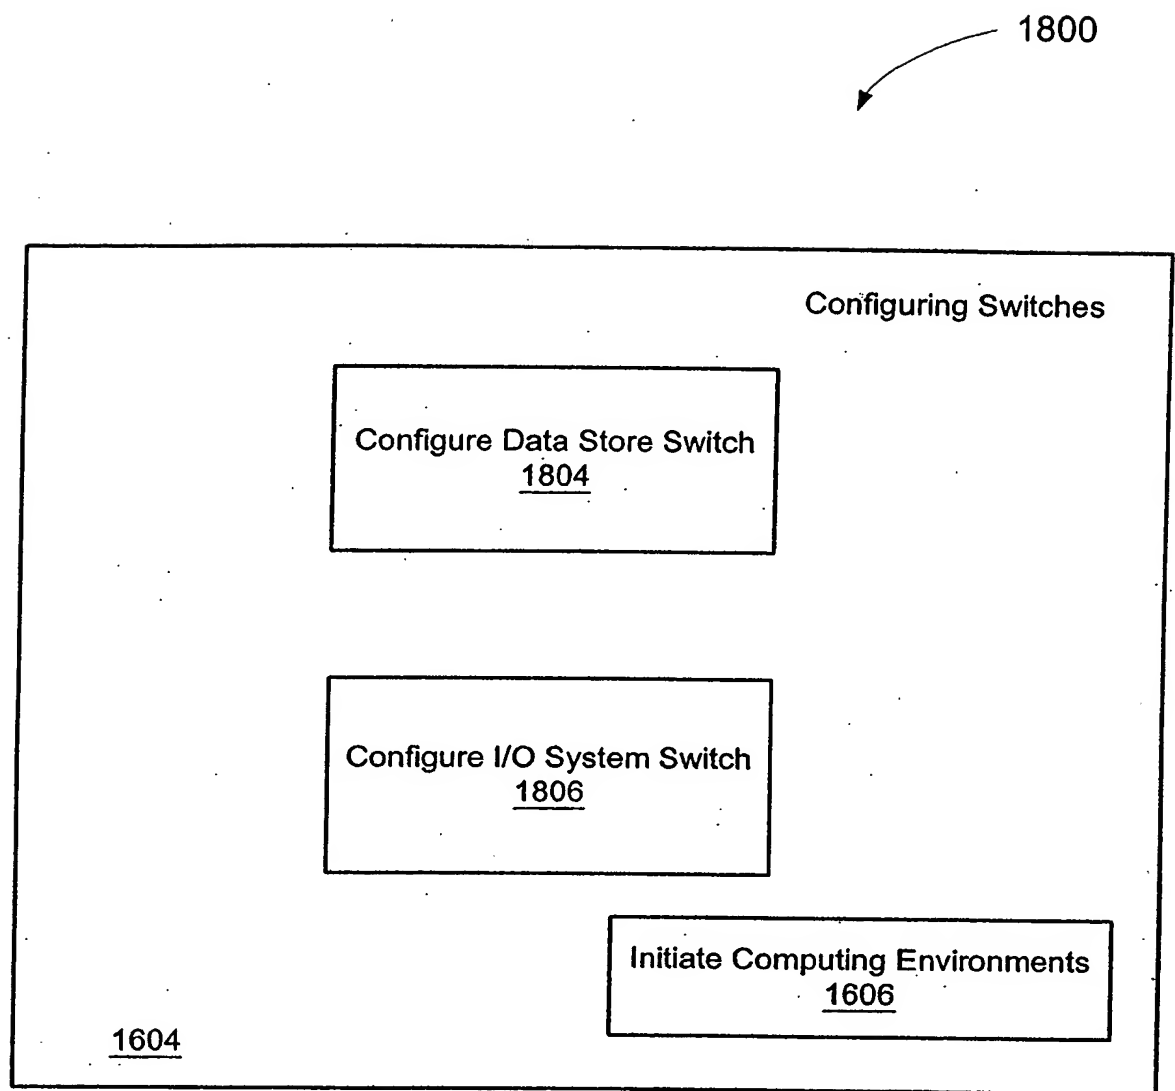 1800
Configuring Switches
Configure Data Store Switch
1804
Configure I/O System Switch
1806
Initiate Computing Environments
1606
1604